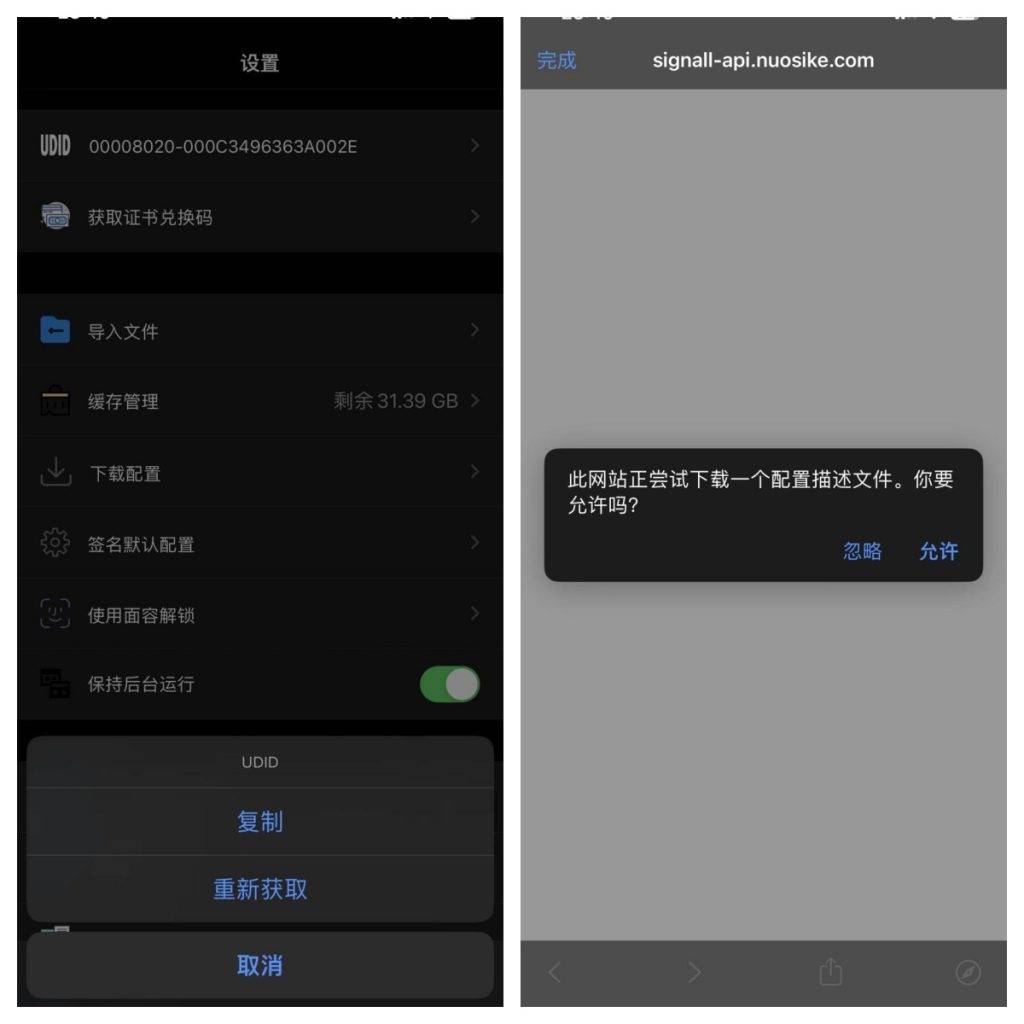 设置
UDID 00008020-000C3496363A002E
获取证书兑换码
导入文件
缓存管理 剩余 31.39 GB
下载配置
签名默认配置
使用面容解锁
保持后台运行
UDID
复制
重新获取
取消
完成 signall-api.nuosike.com
此网站正尝试下载一个配置描述文件。你要
允许吗?
忽略 允许